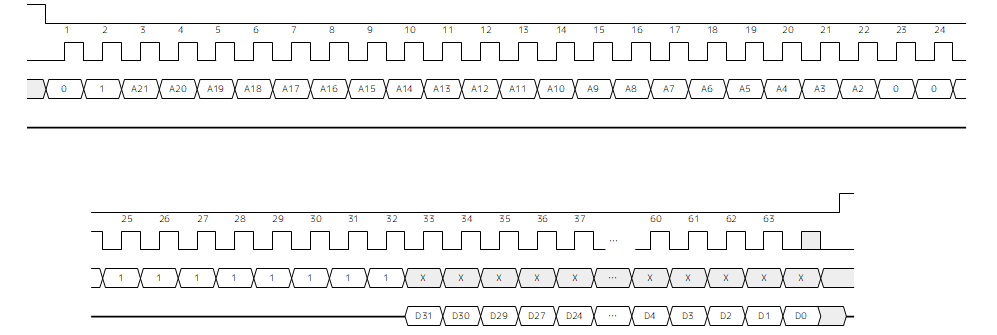 1 2 3 4 5 6 7 8 9 10 11 12 13 14 15 16 17 18 19 20 21 22 23 24
0 1 A21 A20 A19 A18 A17 A16 A15 A14 A13 A12 A11 A10 A9 A8 A7 A6 A5 A4 A3 A2 0 0
25 26 27 28 29 30 31 32 33 34 35 36 37 ... 60 61 62 63
1 1 1 1 1 1 1 1 X X X X X ... X X X X X
D31 D30 D29 D27 D24 ... D4 D3 D2 D1 D0